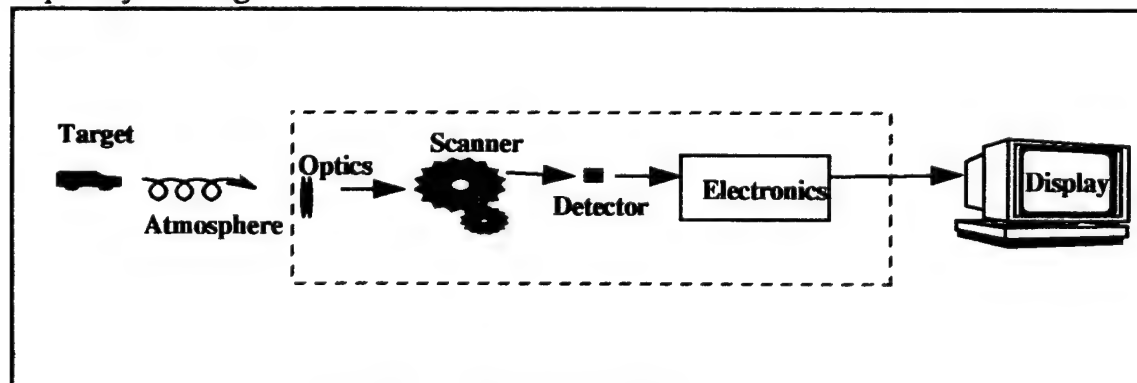 Target
Atmosphere
Optics
Scanner
Detector
Electronics
Display